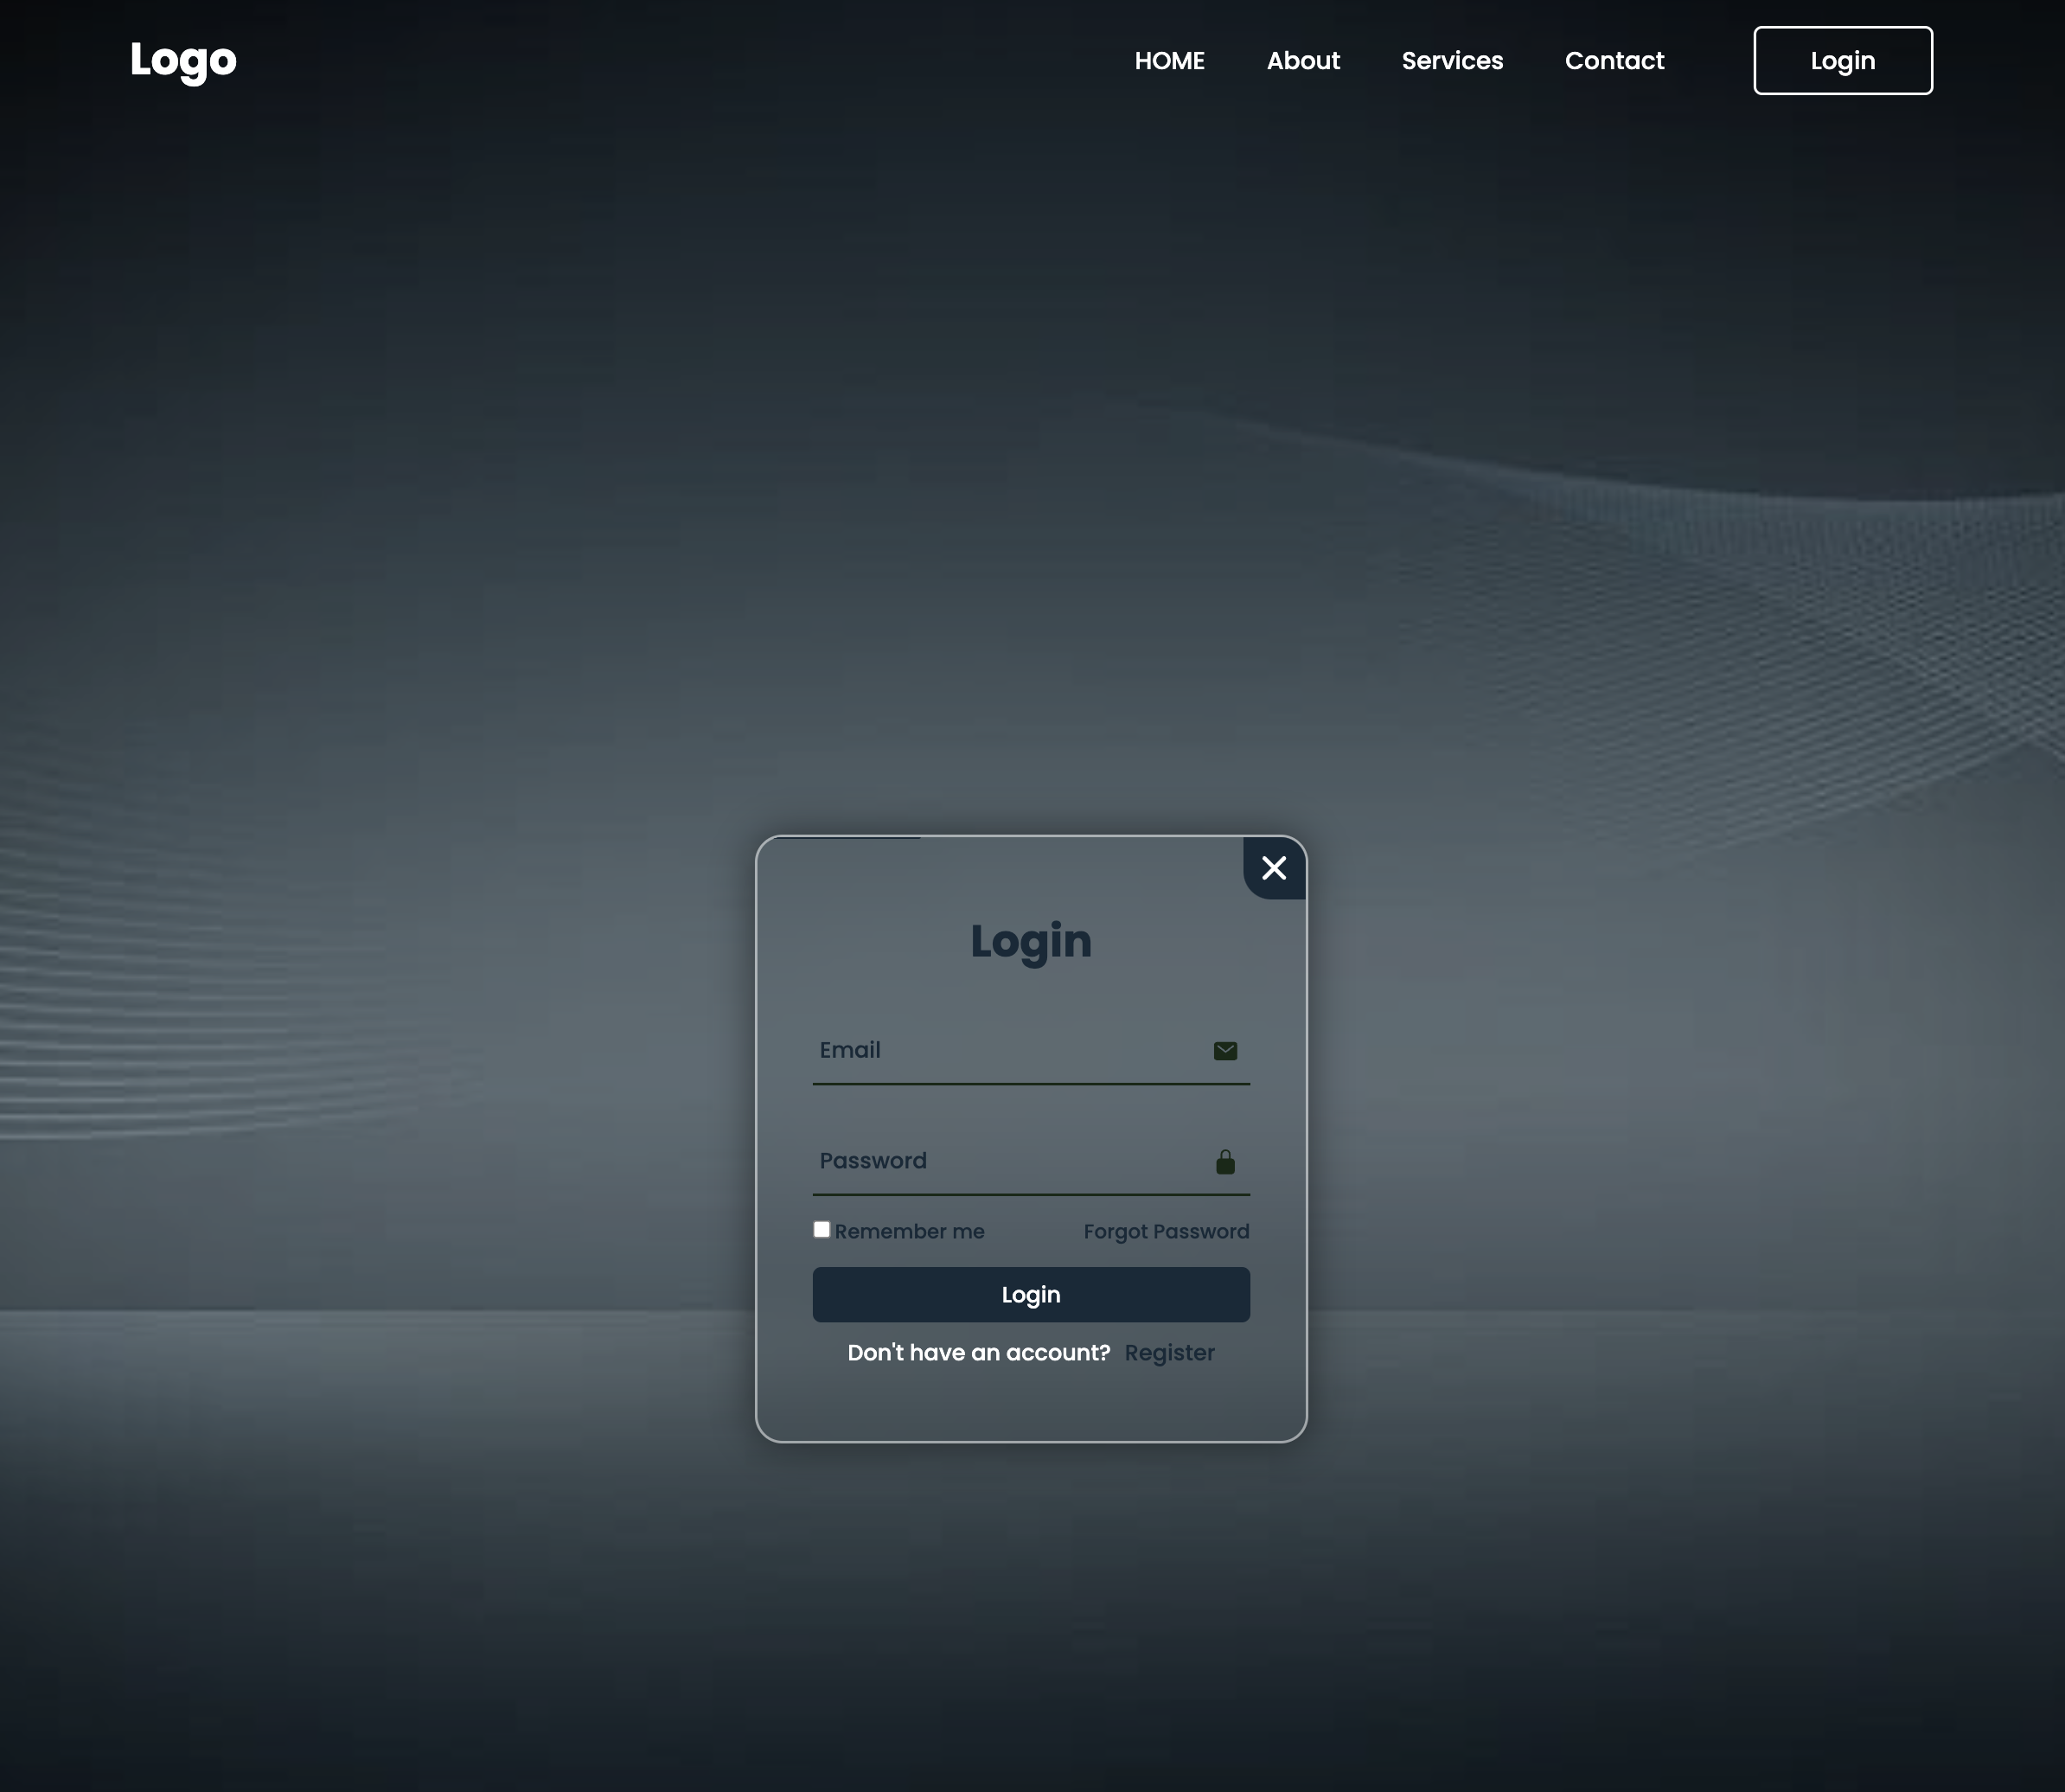 Logo HOME About Services Contact Login
Login
Email
Password
Remember me Forgot Password
Login
Don't have an account? Register